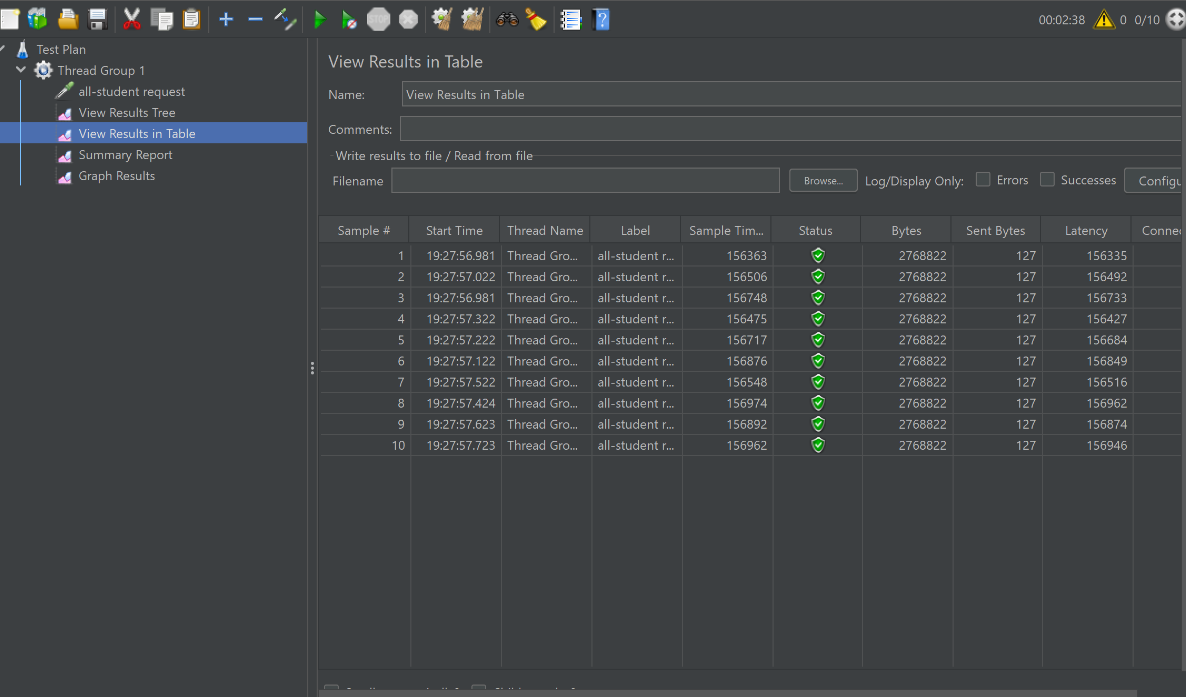 00:02:38 0 0/10
Test Plan
Thread Group 1
all-student request
View Results Tree
View Results in Table
Summary Report
Graph Results
View Results in Table
Name: View Results in Table
Comments:
Write results to file / Read from file
Filename Browse... Log/Display Only: Errors Successes Configu
Sample # Start Time Thread Name Label Sample Tim... Status Bytes Sent Bytes Latency Connec
1 19:27:56.981 Thread Gro... all-student r... 156363 2768822 127 156335
2 19:27:57.022 Thread Gro... all-student r... 156506 2768822 127 156492
3 19:27:56.981 Thread Gro... all-student r... 156748 2768822 127 156733
4 19:27:57.322 Thread Gro... all-student r... 156475 2768822 127 156427
5 19:27:57.222 Thread Gro... all-student r... 156717 2768822 127 156684
6 19:27:57.122 Thread Gro... all-student r... 156876 2768822 127 156849
7 19:27:57.522 Thread Gro... all-student r... 156548 2768822 127 156516
8 19:27:57.424 Thread Gro... all-student r... 156974 2768822 127 156962
9 19:27:57.623 Thread Gro... all-student r... 156892 2768822 127 156874
10 19:27:57.723 Thread Gro... all-student r... 156962 2768822 127 156946